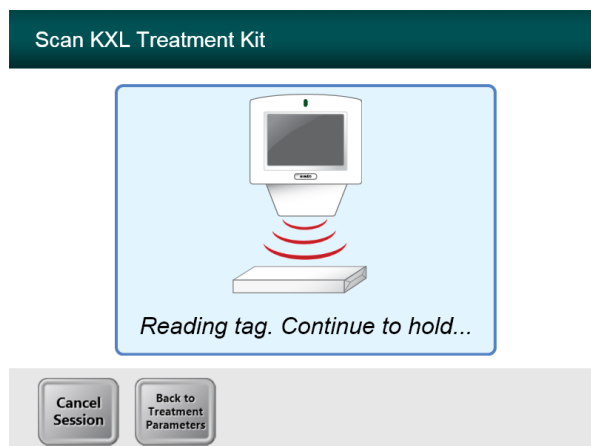 Scan KXL Treatment Kit
Reading tag. Continue to hold...
Cancel
Session
Back to
Treatment
Parameters